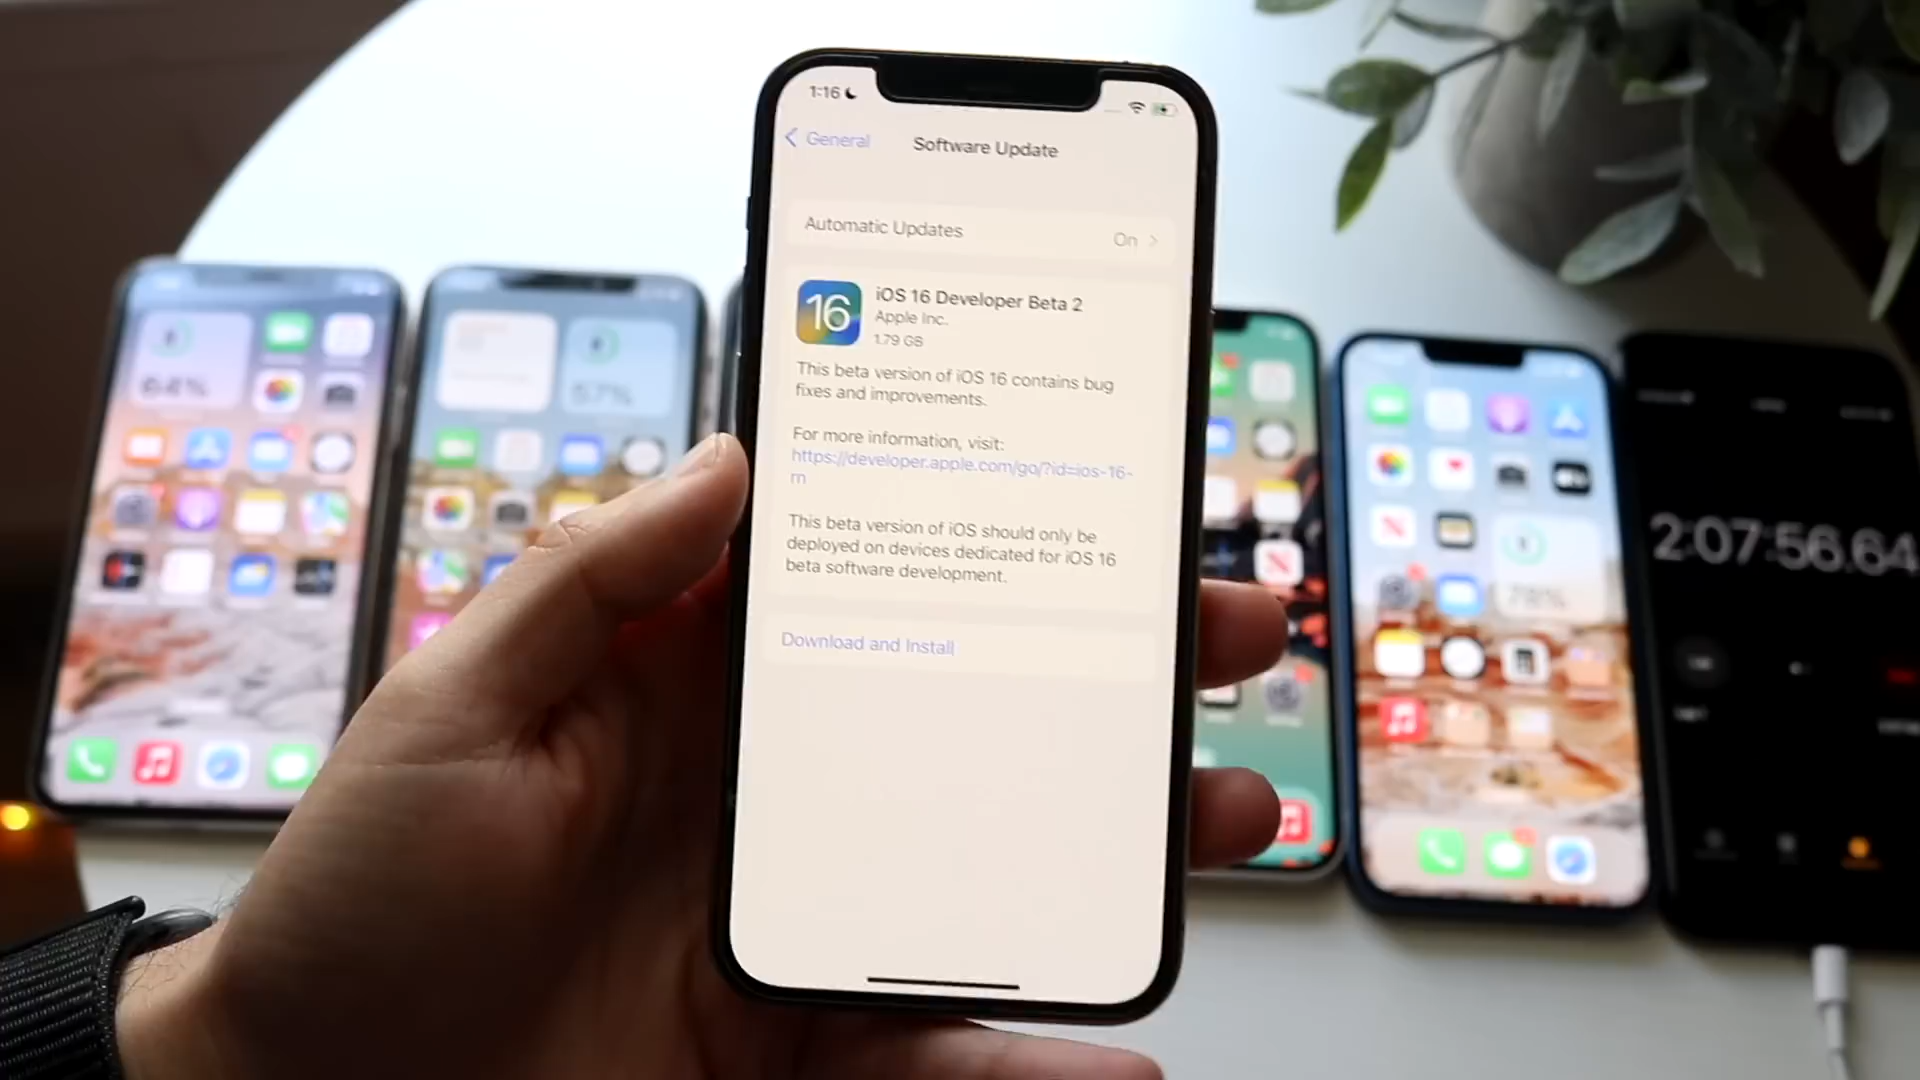 1:16
General
Software Update
Automatic Updates
On
16
iOS 16 Developer Beta 2
Apple Inc.
1.79 GB
This beta version of iOS 16 contains bug
fixes and improvements.
For more information, visit:
https://developer.apple.com/go/?id=ios-16-
rn
This beta version of iOS should only be
deployed on devices dedicated for iOS 16
beta software development.
Download and Install
64%
57%
78%
2:07:56.64